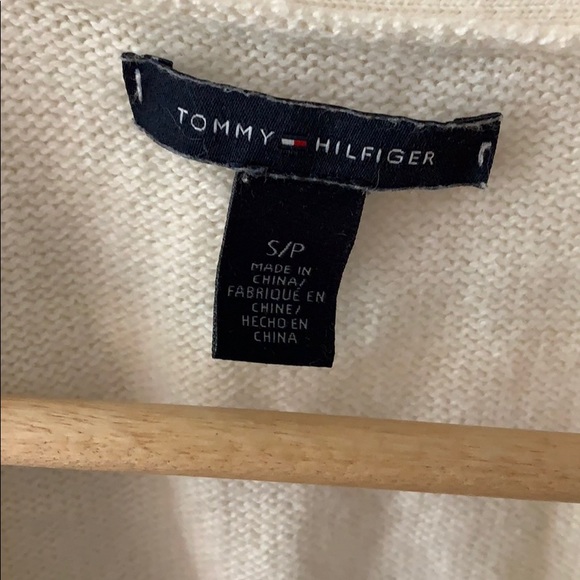 TOMMY HILFIGER
S/P
MADE IN
CHINA/
FABRIQUÉ EN
CHINE/
HECHO EN
CHINA